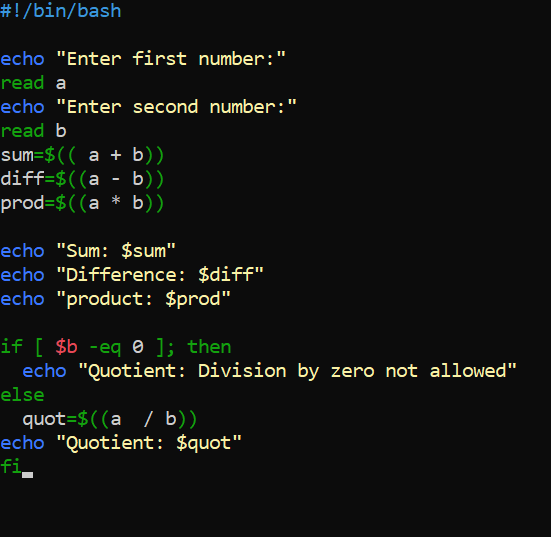 #!/bin/bash

echo "Enter first number:"
read a
echo "Enter second number:"
read b
sum=$(( a + b))
diff=$((a - b))
prod=$((a * b))

echo "Sum: $sum"
echo "Difference: $diff"
echo "product: $prod"

if [ $b -eq 0 ]; then
  echo "Quotient: Division by zero not allowed"
else
  quot=$((a  / b))
echo "Quotient: $quot"
fi